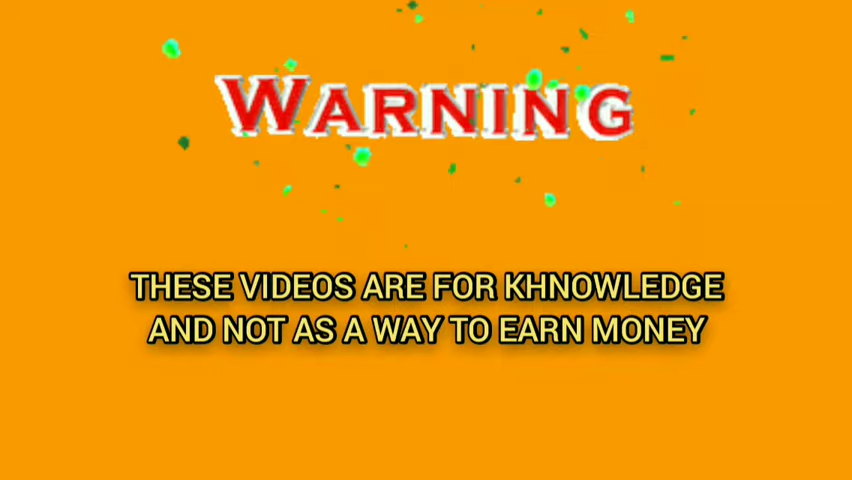 WARNING
THESE VIDEOS ARE FOR KHNOWLEDGE
AND NOT AS A WAY TO EARN MONEY